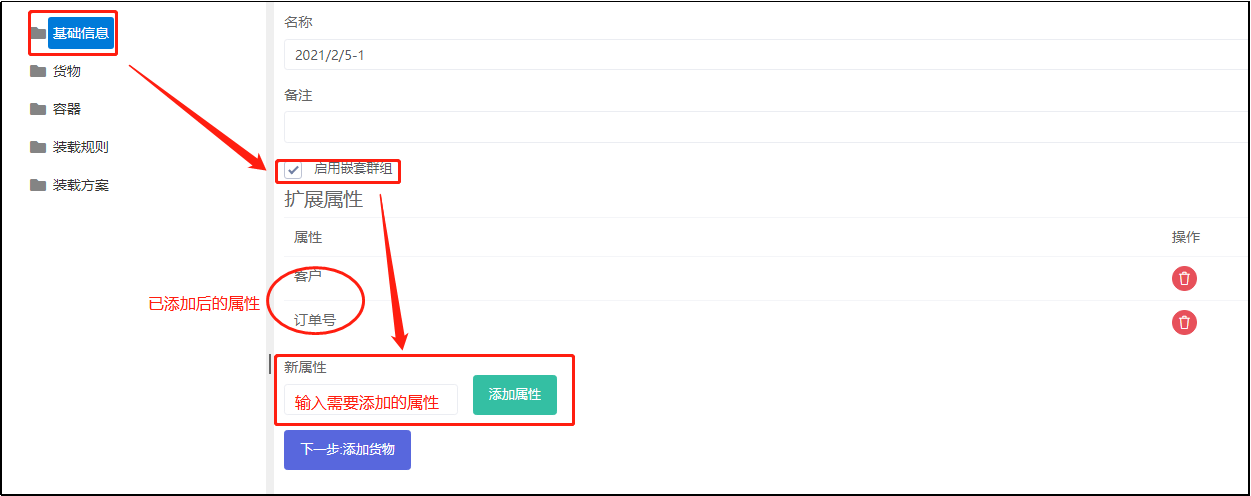 基础信息
货物
容器
装载规则
装载方案
名称
2021/2/5-1
备注
启用嵌套群组
扩展属性
属性
操作
客户
已添加后的属性
订单号
新属性
输入需要添加的属性
添加属性
下一步:添加货物